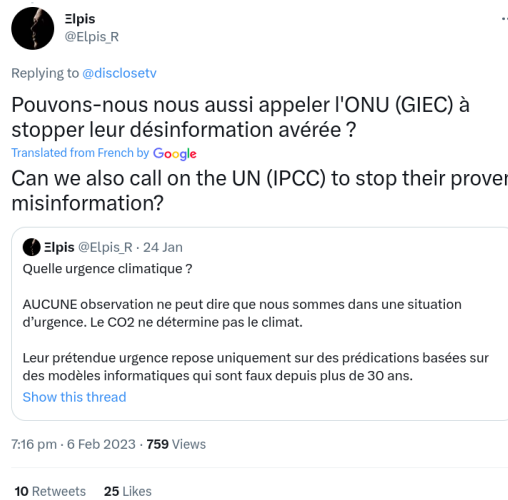 Ξlpis
@Elpis_R
Replying to @disclosetv
Pouvons-nous nous aussi appeler l'ONU (GIEC) à
stopper leur désinformation avérée ?
Translated from French by Google
Can we also call on the UN (IPCC) to stop their prover
misinformation?
Ξlpis @Elpis_R · 24 Jan
Quelle urgence climatique ?
AUCUNE observation ne peut dire que nous sommes dans une situation
d'urgence. Le CO2 ne détermine pas le climat.
Leur prétendue urgence repose uniquement sur des prédications basées sur
des modèles informatiques qui sont faux depuis plus de 30 ans.
Show this thread
7:16 pm · 6 Feb 2023 · 759 Views
10 Retweets 25 Likes